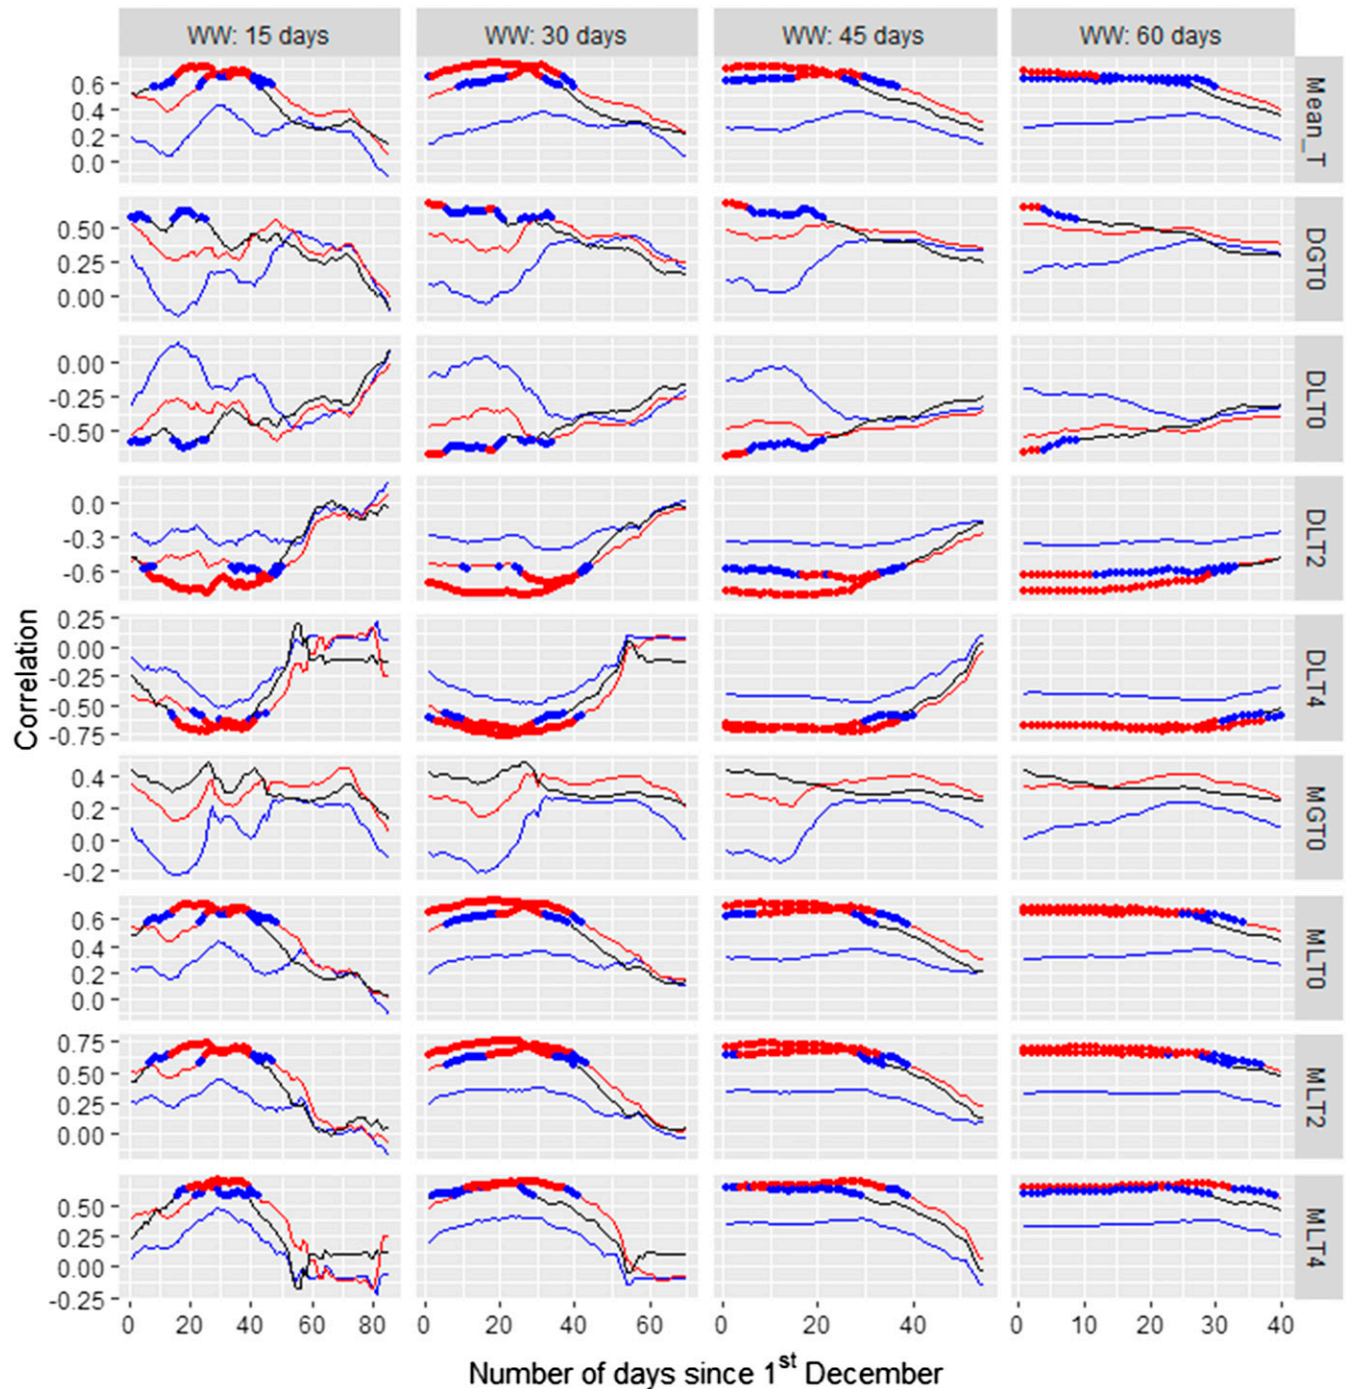 WW: 15 days
WW: 30 days
WW: 45 days
WW: 60 days
0.6
0.4
0.2
0.0
Mean_T
0.50
0.25
0.00
DGT0
0.00
-0.25
-0.50
DLT0
0.0
-0.3
-0.6
DLT2
0.25
0.00
-0.25
-0.50
-0.75
DLT4
0.4
0.2
0.0
-0.2
MGT0
0.6
0.4
0.2
0.0
MLT0
0.75
0.50
0.25
0.00
MLT2
0.50
0.25
0.00
-0.25
MLT4
Correlation
0 20 40 60 80
0 20 40 60
0 20 40
0 10 20 30 40
Number of days since 1st December